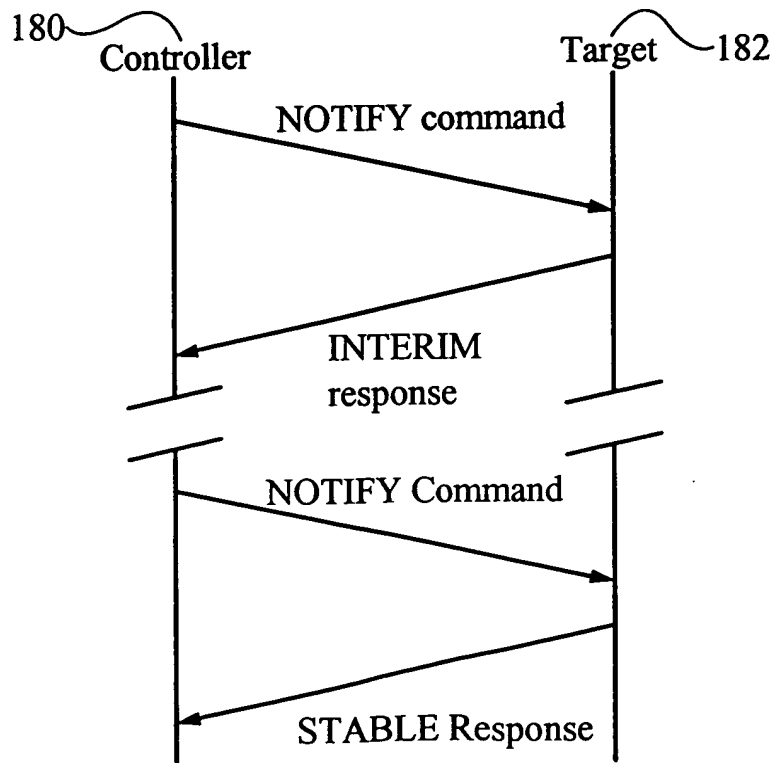 180
Controller
Target
182
NOTIFY command
INTERIM
response
NOTIFY Command
STABLE Response